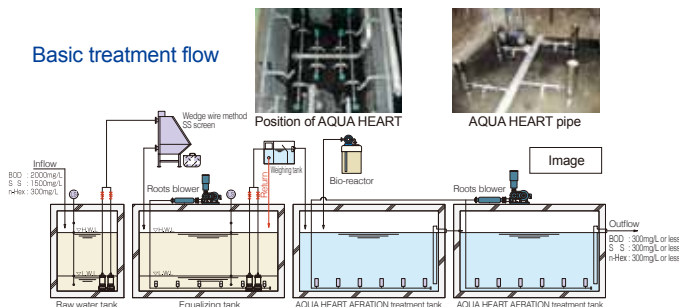 Basic treatment flow
Position of AQUA HEART
AQUA HEART pipe
Wedge wire method
SS screen
Weighing tank
Bio-reactor
Image
Inflow
BOD : 2000mg/L
S S : 1500mg/L
n-Hex : 300mg/L
Roots blower
Return
Roots blower
▽H.W.L
▽H.W.L
▽L.W.L
▽L.W.L
Outflow
BOD : 300mg/L or less
S S : 300mg/L or less
n-Hex : 300mg/L or less
Raw water tank
Equalizing tank
AQUA HEART AERATION treatment tank
AQUA HEART AERATION treatment tank